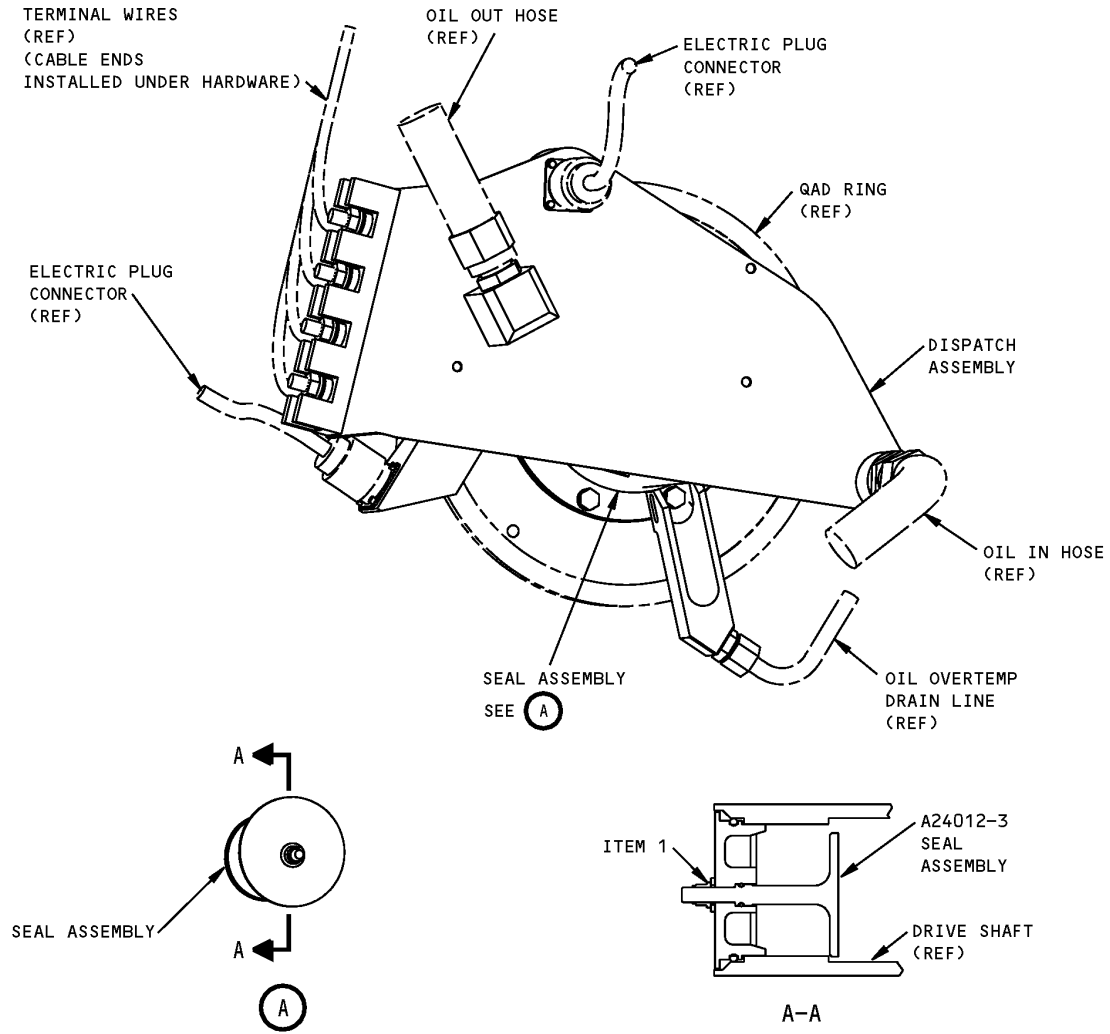 TERMINAL WIRES
(REF)
(CABLE ENDS
INSTALLED UNDER HARDWARE)
OIL OUT HOSE
(REF)
ELECTRIC PLUG
CONNECTOR
(REF)
QAD RING
(REF)
ELECTRIC PLUG
CONNECTOR
(REF)
DISPATCH
ASSEMBLY
OIL IN HOSE
(REF)
SEAL ASSEMBLY
SEE A
OIL OVERTEMP
DRAIN LINE
(REF)
A
SEAL ASSEMBLY
A
A
ITEM 1
A24012-3
SEAL
ASSEMBLY
DRIVE SHAFT
(REF)
A-A